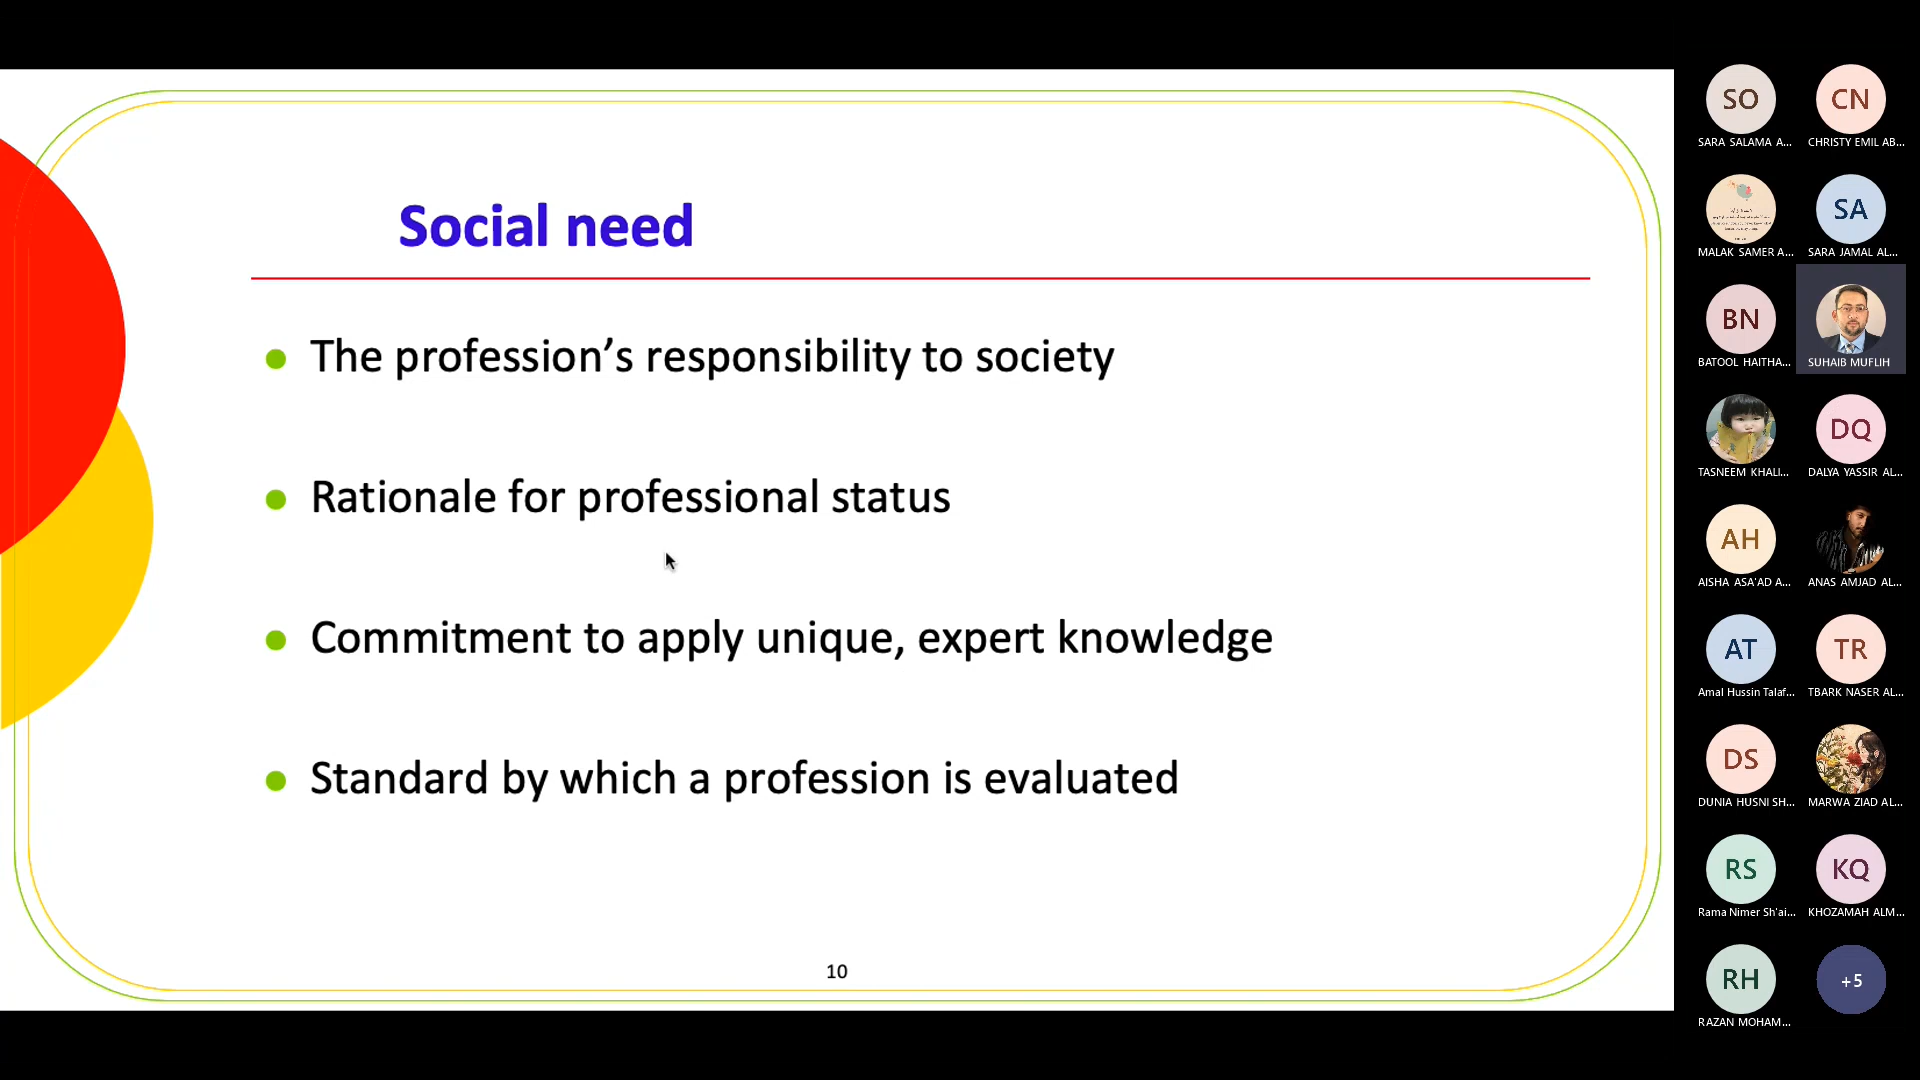 Social need
The profession’s responsibility to society
Rationale for professional status
Commitment to apply unique, expert knowledge
Standard by which a profession is evaluated
10
SO
SARA SALAMA A...
CN
CHRISTY EMIL AB...
MALAK SAMER A...
SA
SARA JAMAL AL...
BN
BATOOL HAITHA...
SUHAIB MUFLIH
TASNEEM KHALI...
DQ
DALYA YASSIR AL...
AH
AISHA ASA'AD A...
ANAS AMJAD AL...
AT
Amal Hussin Talaf...
TR
TBARK NASER AL...
DS
DUNIA HUSNI SH...
MARWA ZIAD AL...
RS
Rama Nimer Sh'ai...
KQ
KHOZAMAH ALM...
RH
RAZAN MOHAM...
+5